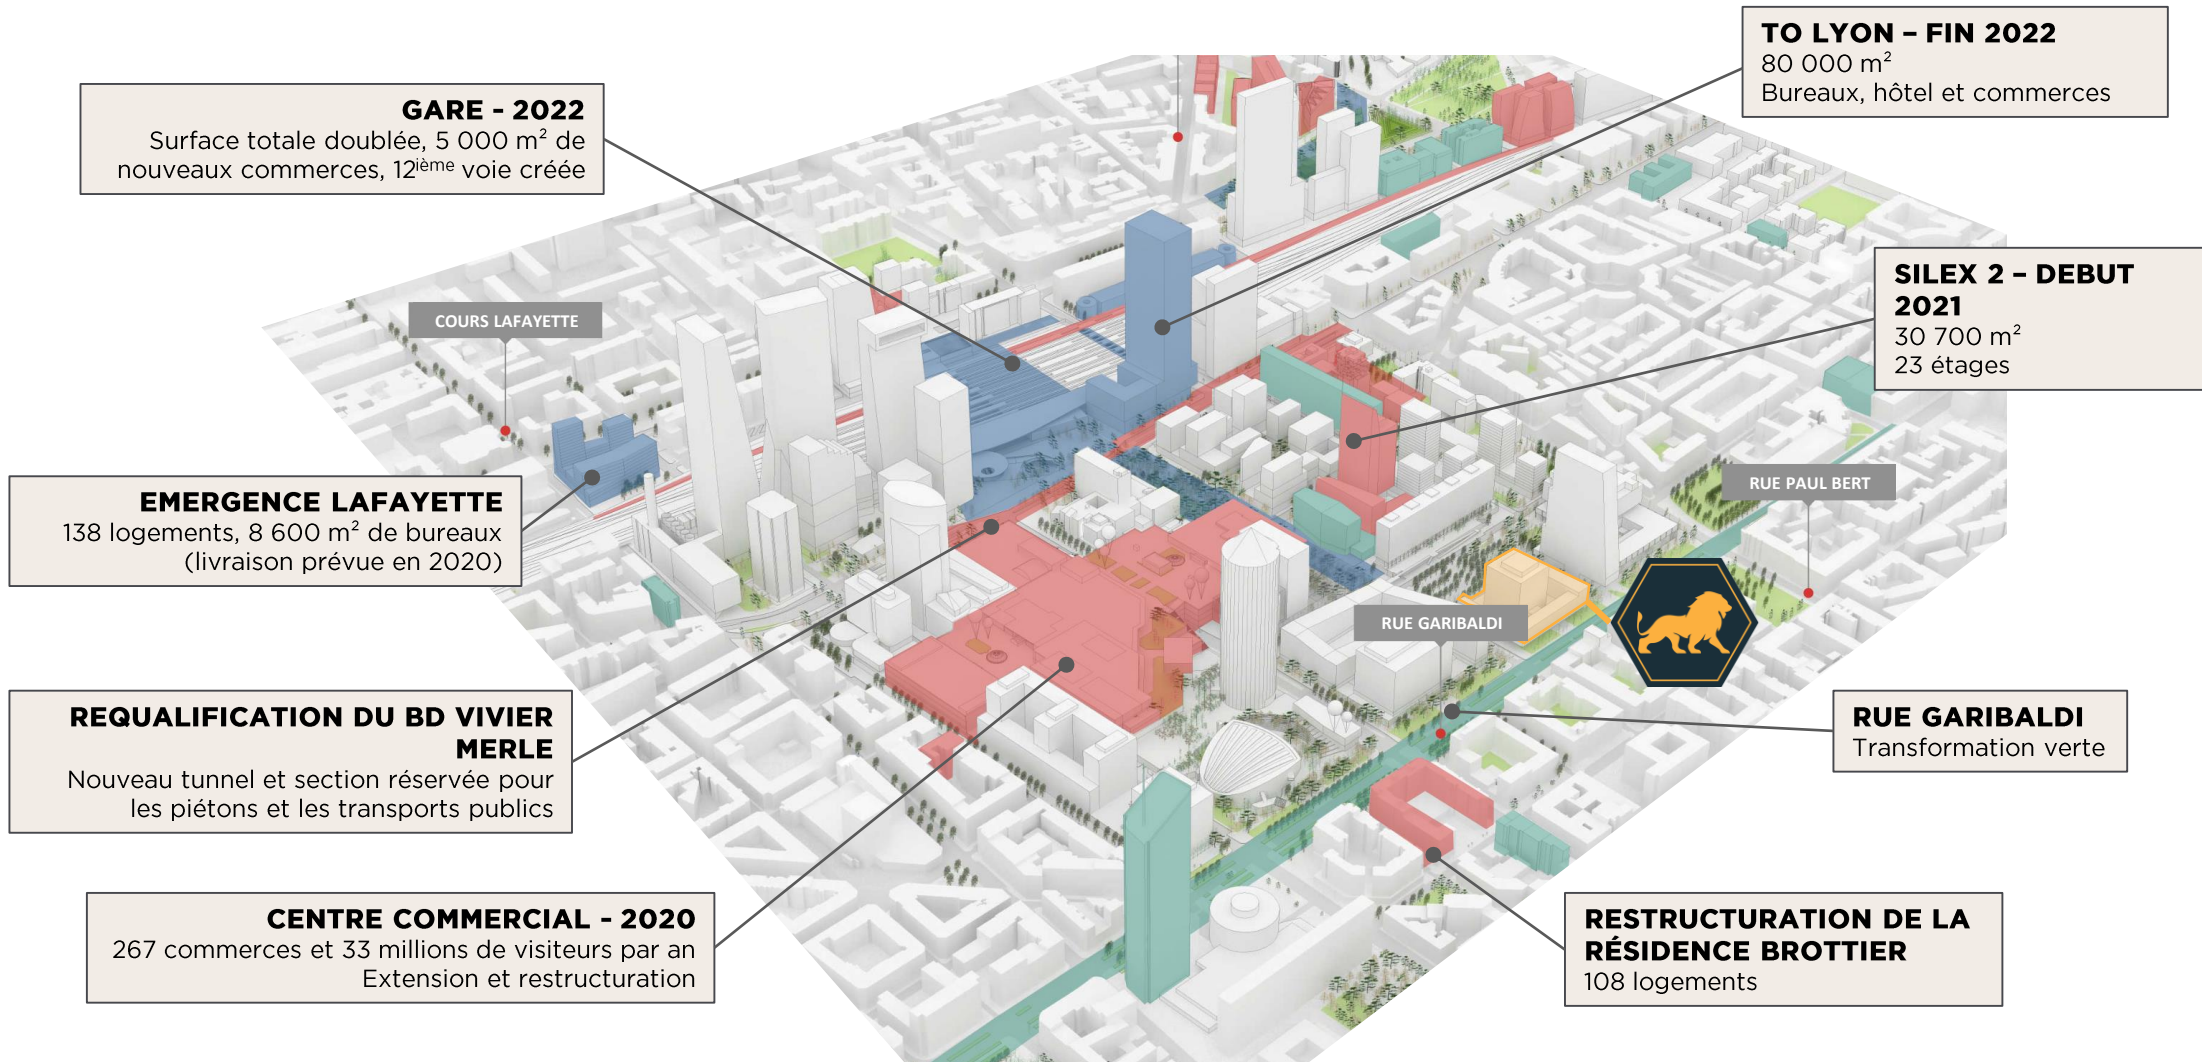 TO LYON – FIN 2022
80 000 m²
Bureaux, hôtel et commerces
GARE - 2022
Surface totale doublée, 5 000 m² de
nouveaux commerces, 12ième voie créée
SILEX 2 – DEBUT
2021
30 700 m²
23 étages
COURS LAFAYETTE
EMERGENCE LAFAYETTE
138 logements, 8 600 m² de bureaux
(livraison prévue en 2020)
RUE PAUL BERT
RUE GARIBALDI
REQUALIFICATION DU BD VIVIER
MERLE
Nouveau tunnel et section réservée pour
les piétons et les transports publics
RUE GARIBALDI
Transformation verte
CENTRE COMMERCIAL - 2020
267 commerces et 33 millions de visiteurs par an
Extension et restructuration
RESTRUCTURATION DE LA
RÉSIDENCE BROTTIER
108 logements